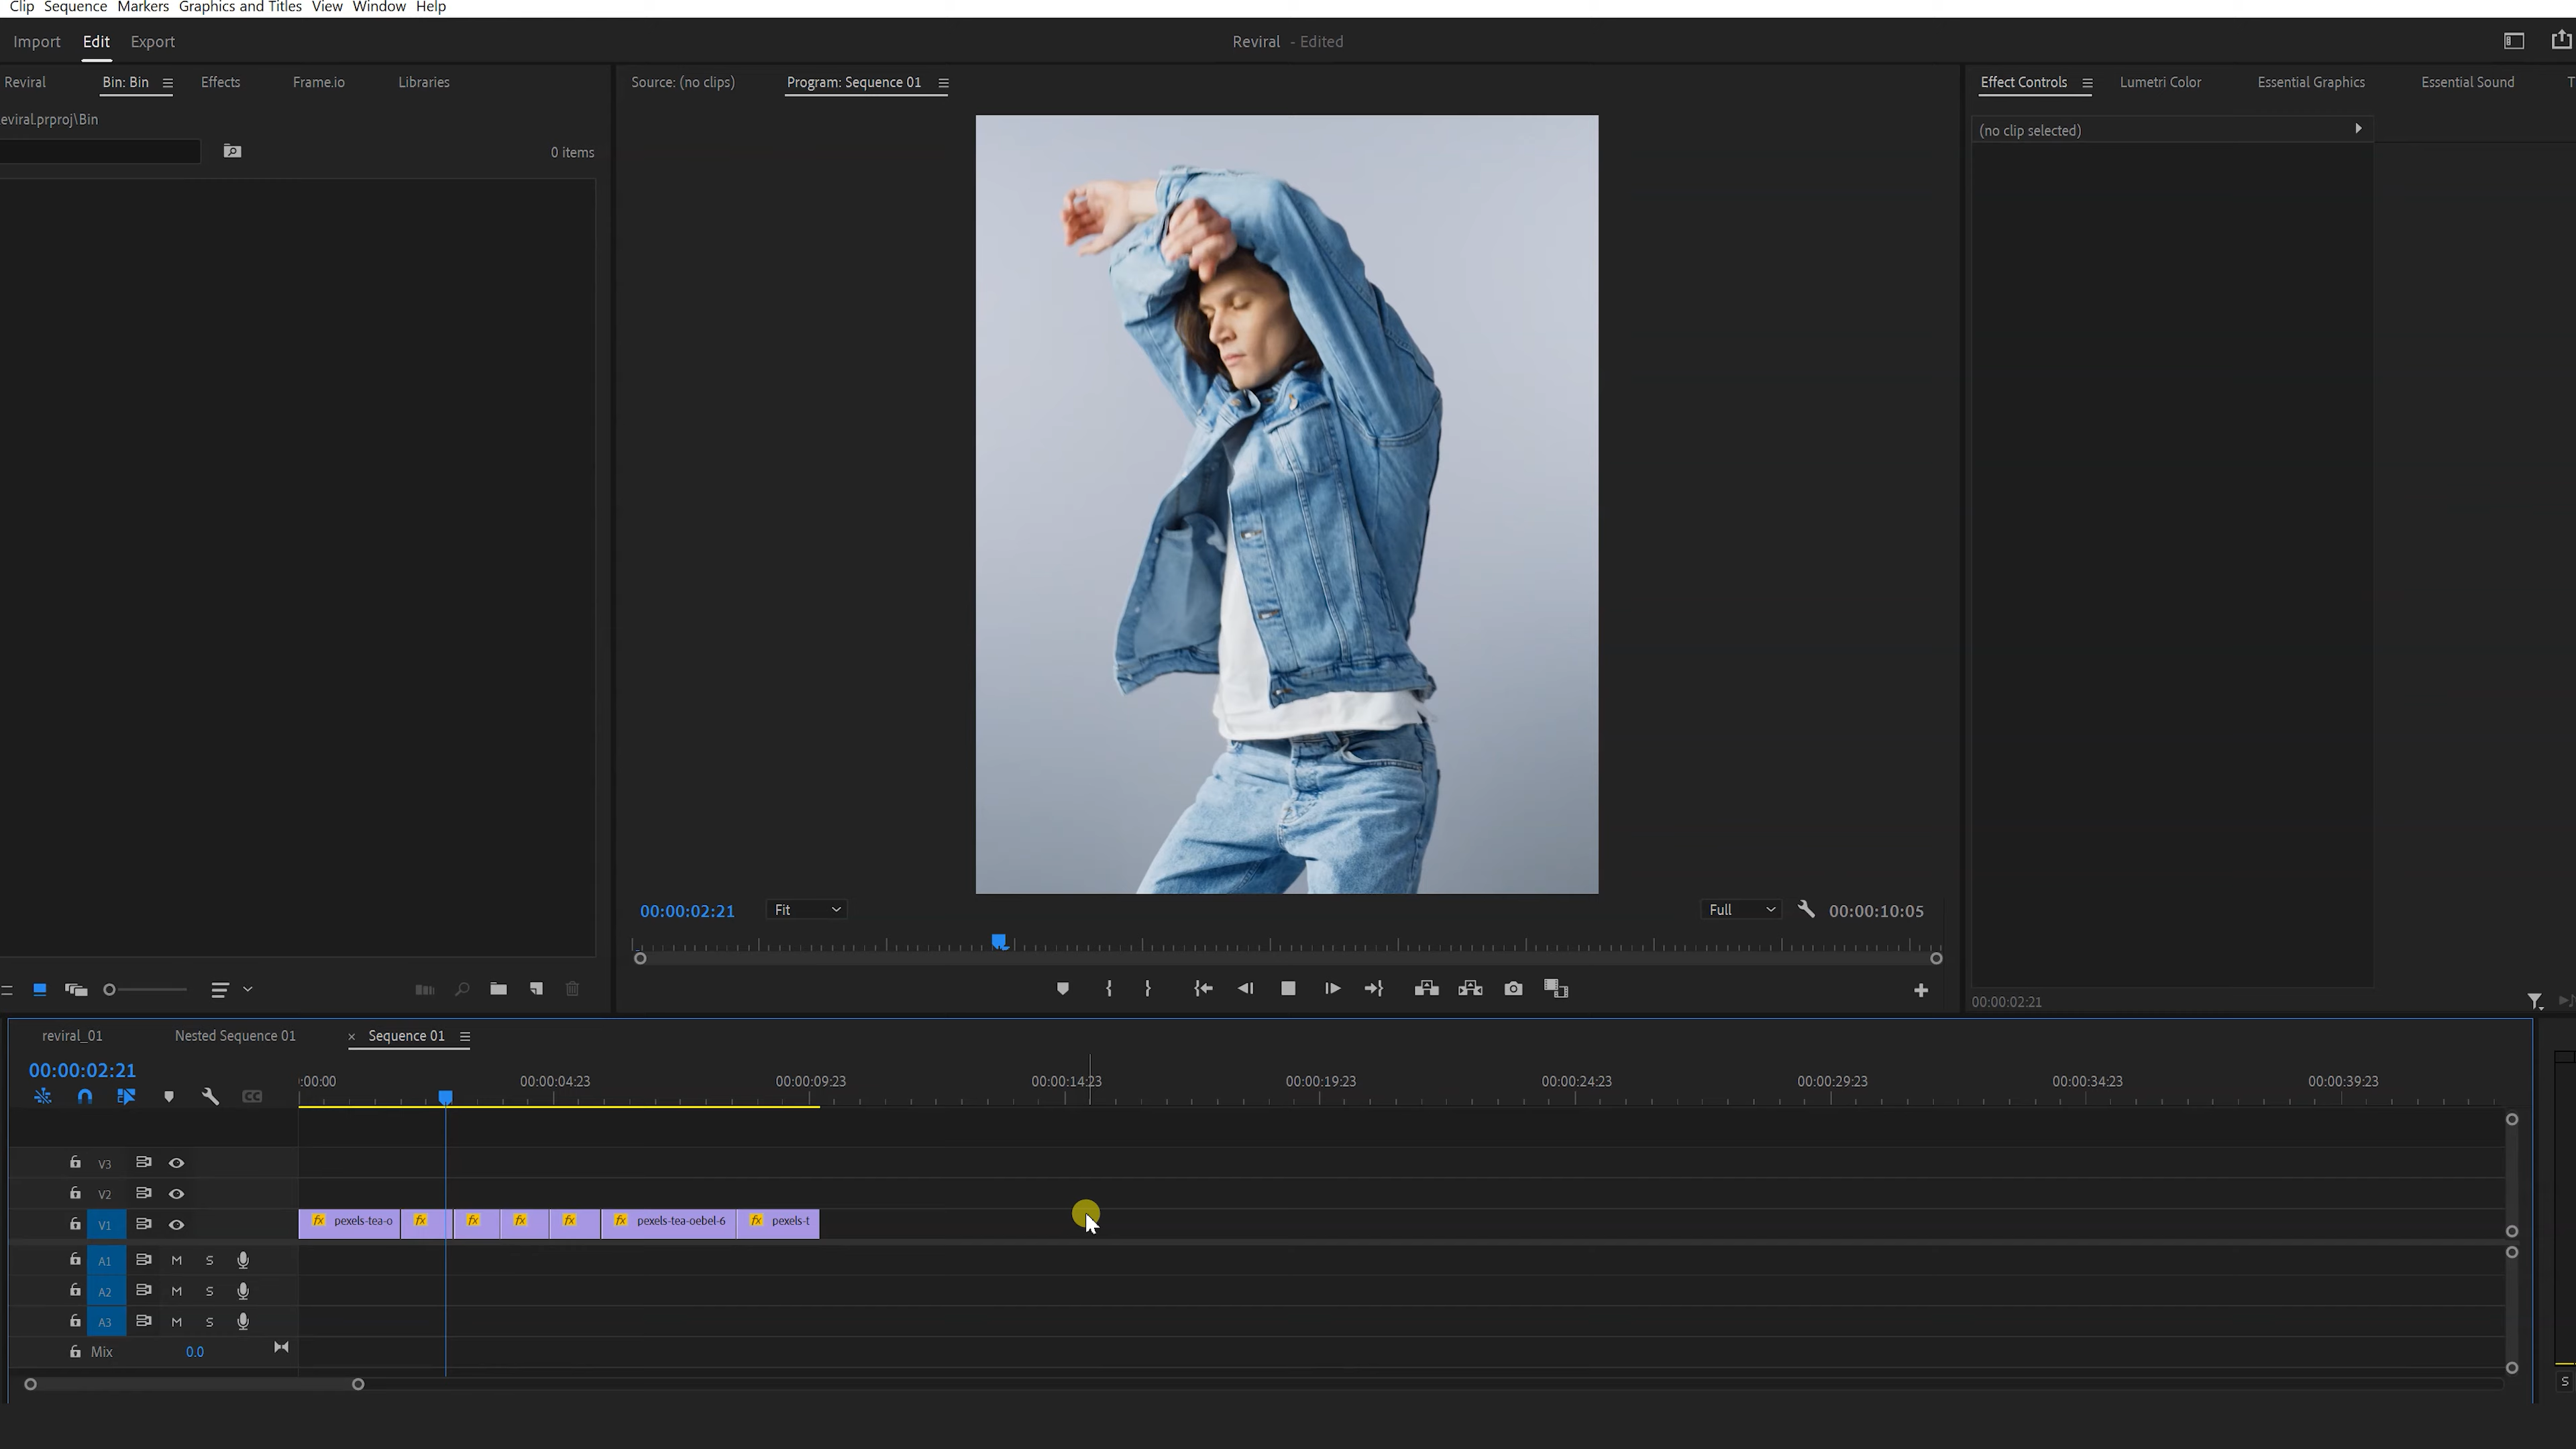 Clip Sequence Markers Graphics and Titles View Window Help
Import Edit Export Reviral - Edited
Reviral Bin: Bin Effects Frame.io Libraries Source: (no clips) Program: Sequence 01 Effect Controls Lumetri Color Essential Graphics Essential Sound T
eviral.prproj\Bin
(no clip selected)
0 items
00:00:02:21 Fit Full 00:00:10:05
00:00:02:21
reviral_01 Nested Sequence 01 × Sequence 01
00:00:02:21
:00:00 00:00:04:23 00:00:09:23 00:00:14:23 00:00:19:23 00:00:24:23 00:00:29:23 00:00:34:23 00:00:39:23
CC
V3
V2
V1 fx pexels-tea-o fx fx fx fx fx pexels-tea-oebel-6 fx pexels-t
A1 M S
A2 M S
A3 M S
Mix 0.0
S